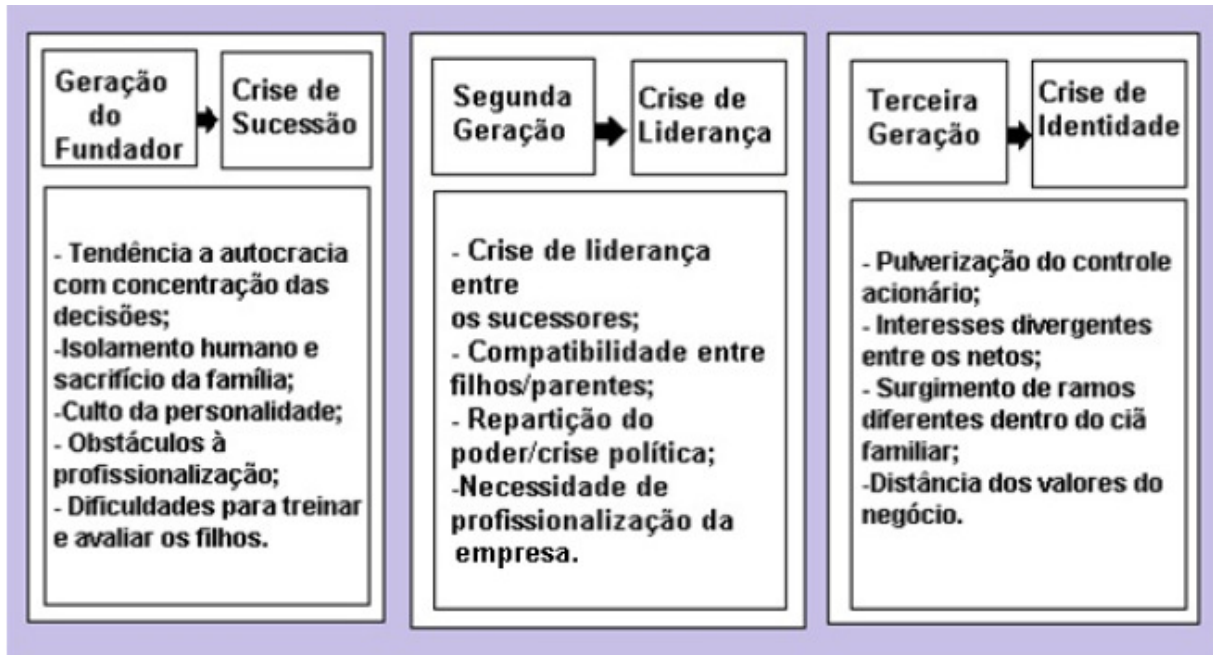 Geração
do
Fundador
Crise de
Sucessão
- Tendência a autocracia
com concentração das
decisões;
-Isolamento humano e
sacrifício da família;
-Culto da personalidade;
- Obstáculos à
profissionalização;
- Dificuldades para treinar
e avaliar os filhos.
Segunda
Geração
Crise de
Liderança
- Crise de liderança
entre
os sucessores;
- Compatibilidade entre
filhos/parentes;
- Repartição do
poder/crise política;
-Necessidade de
profissionalização da
empresa.
Terceira
Geração
Crise de
Identidade
- Pulverização do controle
acionário;
- Interesses divergentes
entre os netos;
- Surgimento de ramos
diferentes dentro do ciã
familiar;
-Distância dos valores do
negócio.